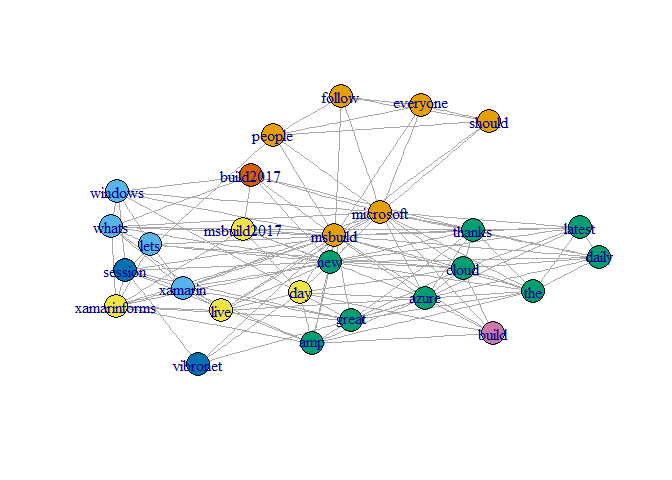 follow
everyone
should
people
build2017
windows
microsoft
whats
msbuild2017
msbuild
thanks
latest
lets
new
session
cloud
daily
xamarin
day
azure
the
xamarinforms
live
great
build
amp
vibronet